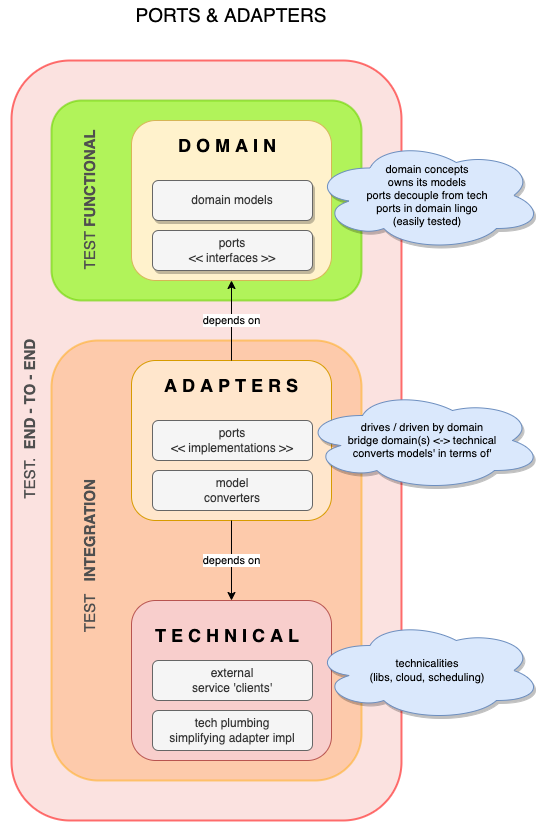 PORTS & ADAPTERS
TEST FUNCTIONAL
DOMAIN
domain models
ports
<< interfaces >>
domain concepts
owns its models
ports decouple from tech
ports in domain lingo
(easily tested)
depends on
TEST. END - TO - END
TEST INTEGRATION
ADAPTERS
ports
<< implementations >>
model
converters
drives / driven by domain
bridge domain(s) <-> technical
converts models' in terms of'
depends on
TECHNICAL
external
service 'clients'
tech plumbing
simplifying adapter impl
technicalities
(libs, cloud, scheduling)